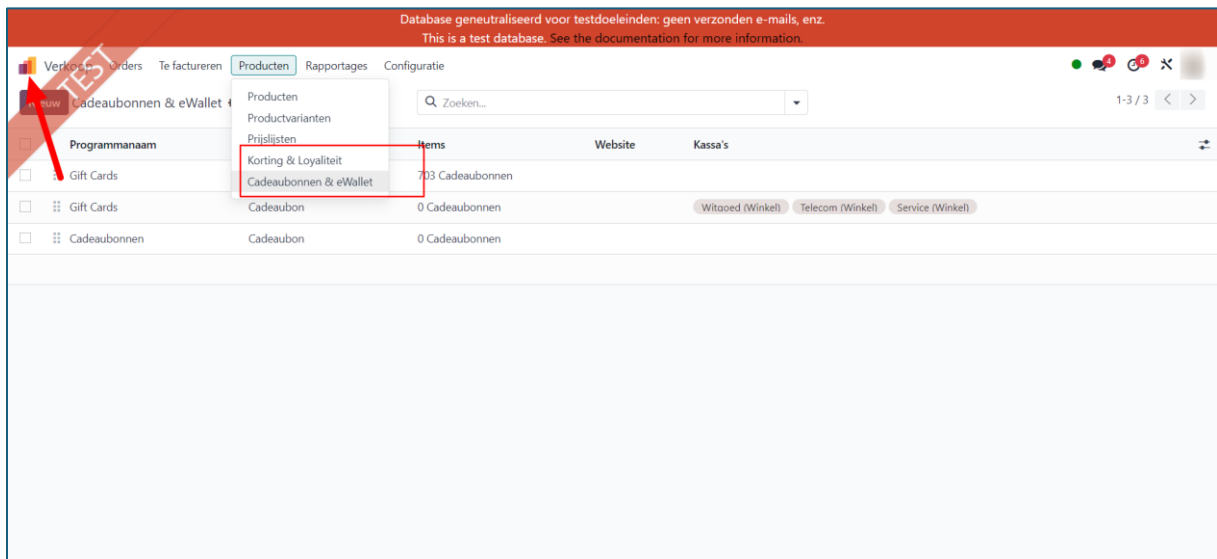 Database geneutraliseerd voor testdoeleinden: geen verzonden e-mails, enz.
This is a test database. See the documentation for more information.
TEST
Verkoop Orders Te factureren Producten Rapportages Configuratie
4 6
Nieuw Cadeaubonnen & eWallet
Zoeken...
1-3 / 3
Producten
Productvarianten
Prijslijsten
Korting & Loyaliteit
Cadeaubonnen & eWallet
Programmanaam Items Website Kassa's
Gift Cards 703 Cadeaubonnen
Gift Cards Cadeaubon 0 Cadeaubonnen Witgoed (Winkel) Telecom (Winkel) Service (Winkel)
Cadeaubonnen Cadeaubon 0 Cadeaubonnen